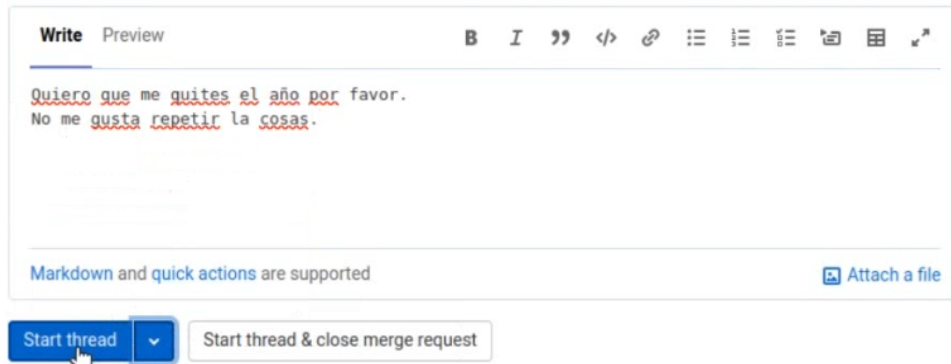 Write Preview
Quiero que me quites el año por favor.
No me gusta repetir la cosas.
Markdown and quick actions are supported
Attach a file
Start thread
Start thread & close merge request